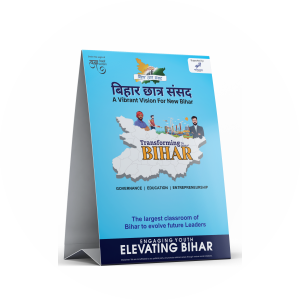 बिहार छात्र संसद
A Vibrant Vision For New Bihar
Transforming
BIHAR
GOVERNANCE | EDUCATION | ENTREPRENEURSHIP
The largest classroom of
Bihar to evolve future Leaders
ENGAGING YOUTH
ELEVATING BIHAR